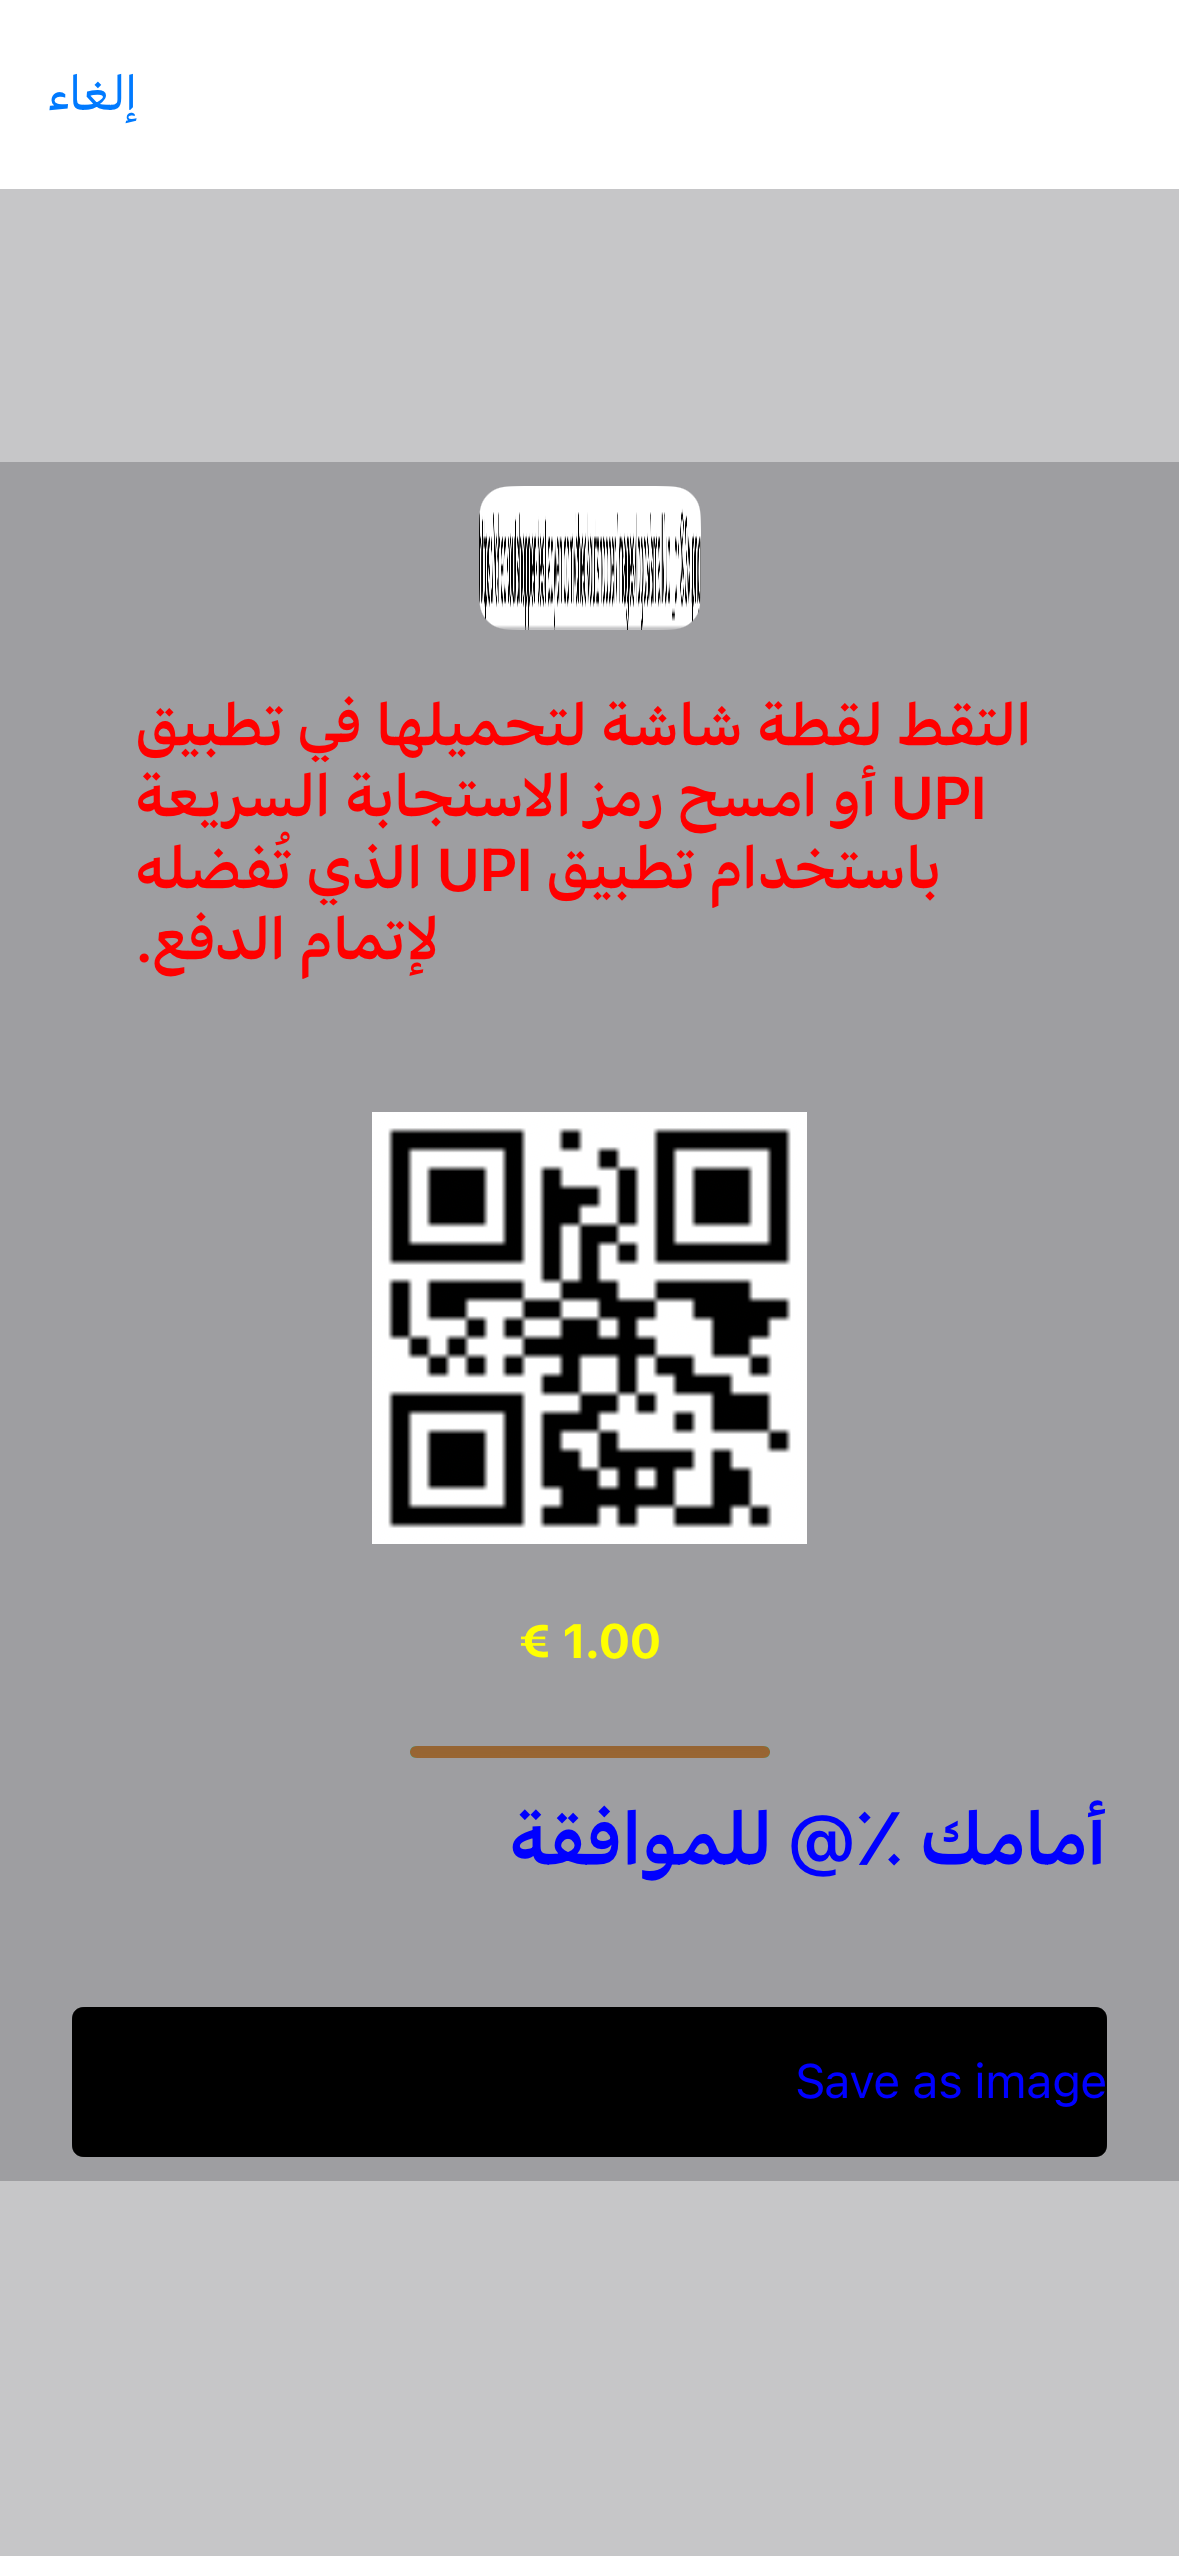 إلغاء
التقط لقطة شاشة لتحميلها في تطبيق
UPI أو امسح رمز الاستجابة السريعة
باستخدام تطبيق UPI الذي تُفضله
لإتمام الدفع.
€ 1.00
أمامك ٪@ للموافقة
Save as image